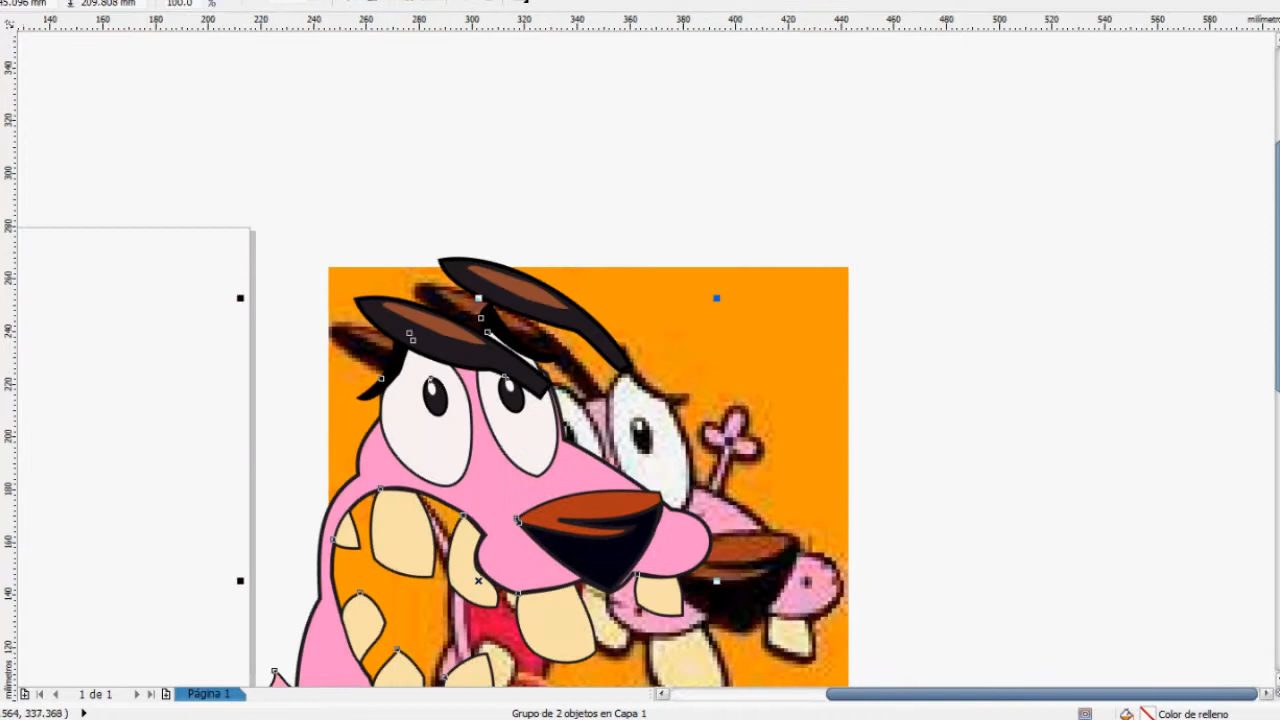 45.096 mm 209.808 mm 100.0 %
140 160 180 200 220 240 260 280 300 320 340 360 380 400 420 440 460 480 500 520 540 560 580 milímetros
340
320
300
280
260
240
220
200
180
160
140
120
milímetros
1 de 1 Página 1
.564, 337.368 ) Grupo de 2 objetos en Capa 1 Color de relleno